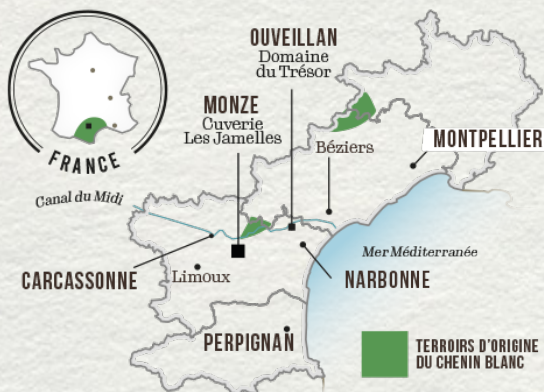 OUVEILLAN
Domaine
du Trésor
MONZE
Cuverie
Les Jamelles
Béziers
MONTPELLIER
FRANCE
Canal du Midi
Mer Méditerranée
CARCASSONNE
Limoux
NARBONNE
PERPIGNAN
TERROIRS D'ORIGINE
DU CHENIN BLANC